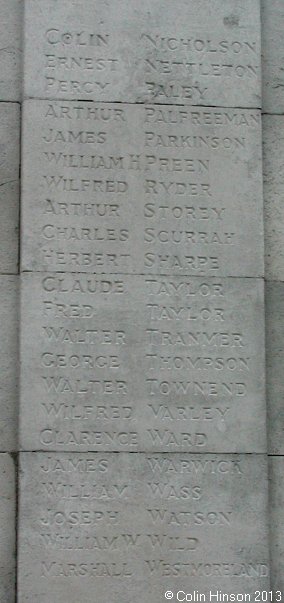 COLIN NICHOLSON
ERNEST NETTLETON
PERCY PALEY
ARTHUR PALFREEMAN
JAMES PARKINSON
WILLIAM H PREEN
WILFRED RYDER
ARTHUR STOREY
CHARLES SCURRAH
HERBERT SHARPE
CLAUDE TAYLOR
FRED TAYLOR
WALTER TRANMER
GEORGE THOMPSON
WALTER TOWNEND
WILFRED VARLEY
CLARENCE WARD
JAMES WARWICK
WILLIAM WASS
JOSEPH WATSON
WILLIAM W WILD
MARSHALL WESTMORELAND
©Colin Hinson 2013